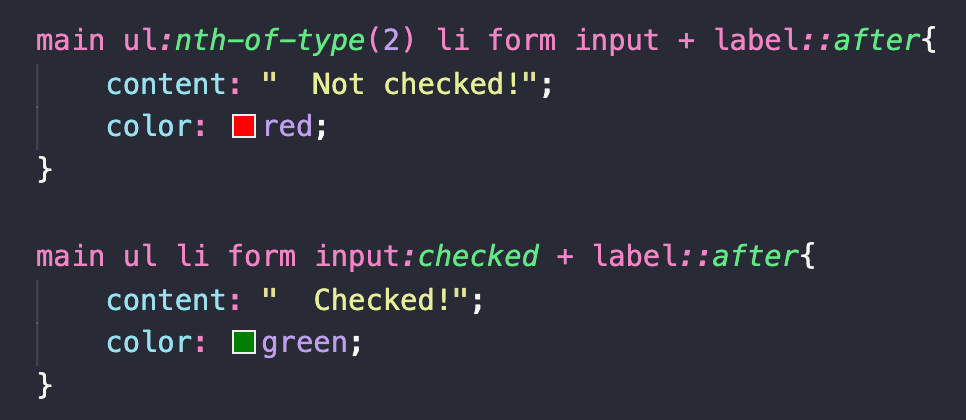 main ul:nth-of-type(2) li form input + label::after{
    content: "  Not checked!";
    color: red;
}

main ul li form input:checked + label::after{
    content: "  Checked!";
    color: green;
}